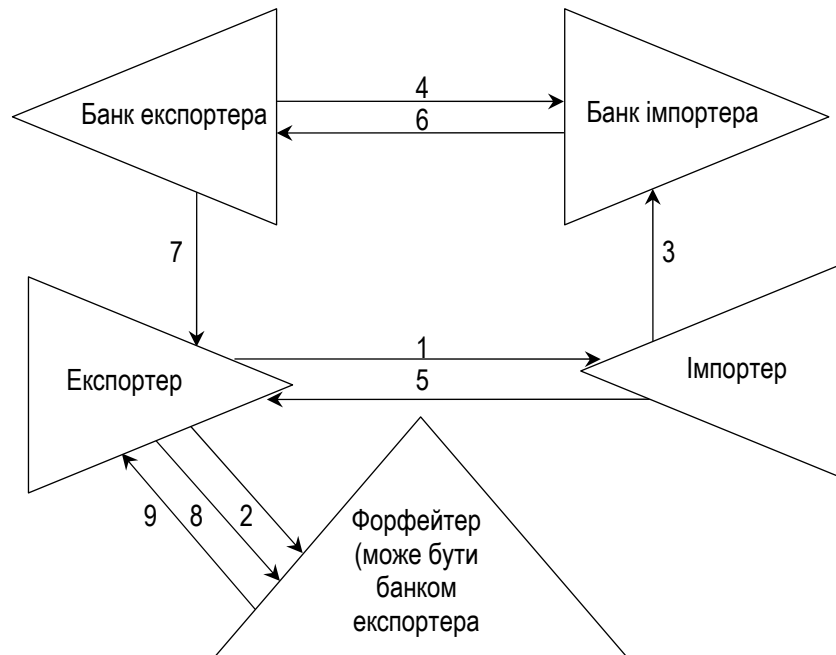 Банк експортера
4
6
Банк імпортера
7
3
1
Експортер
5
Імпортер
9
8
2
Форфейтер
(може бути
банком
експортера